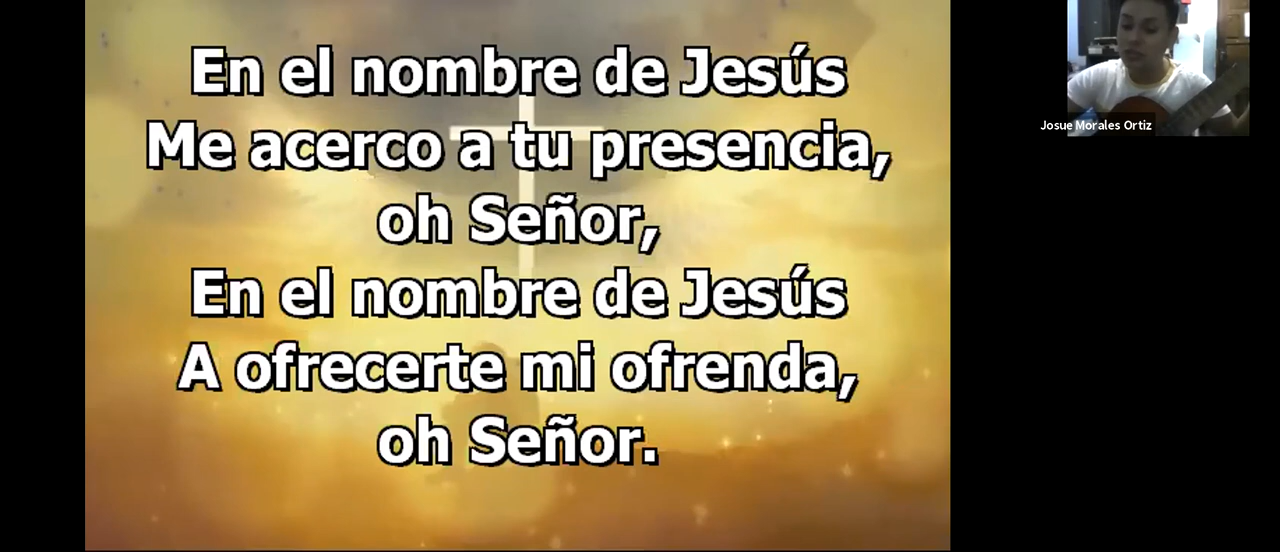 En el nombre de Jesús
Me acerco a tu presencia,
oh Señor,
En el nombre de Jesús
A ofrecerte mi ofrenda,
oh Señor.
Josue Morales Ortiz